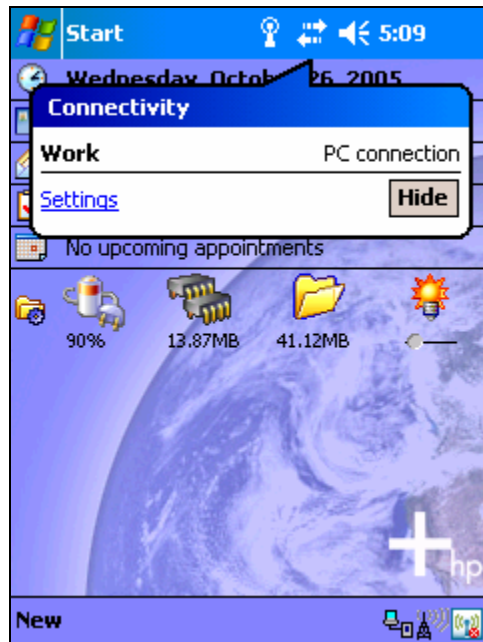 Start 5:09
Wednesday, October 26, 2005
Connectivity
Work PC connection
Settings Hide
No upcoming appointments
90% 13.87MB 41.12MB
hp
New